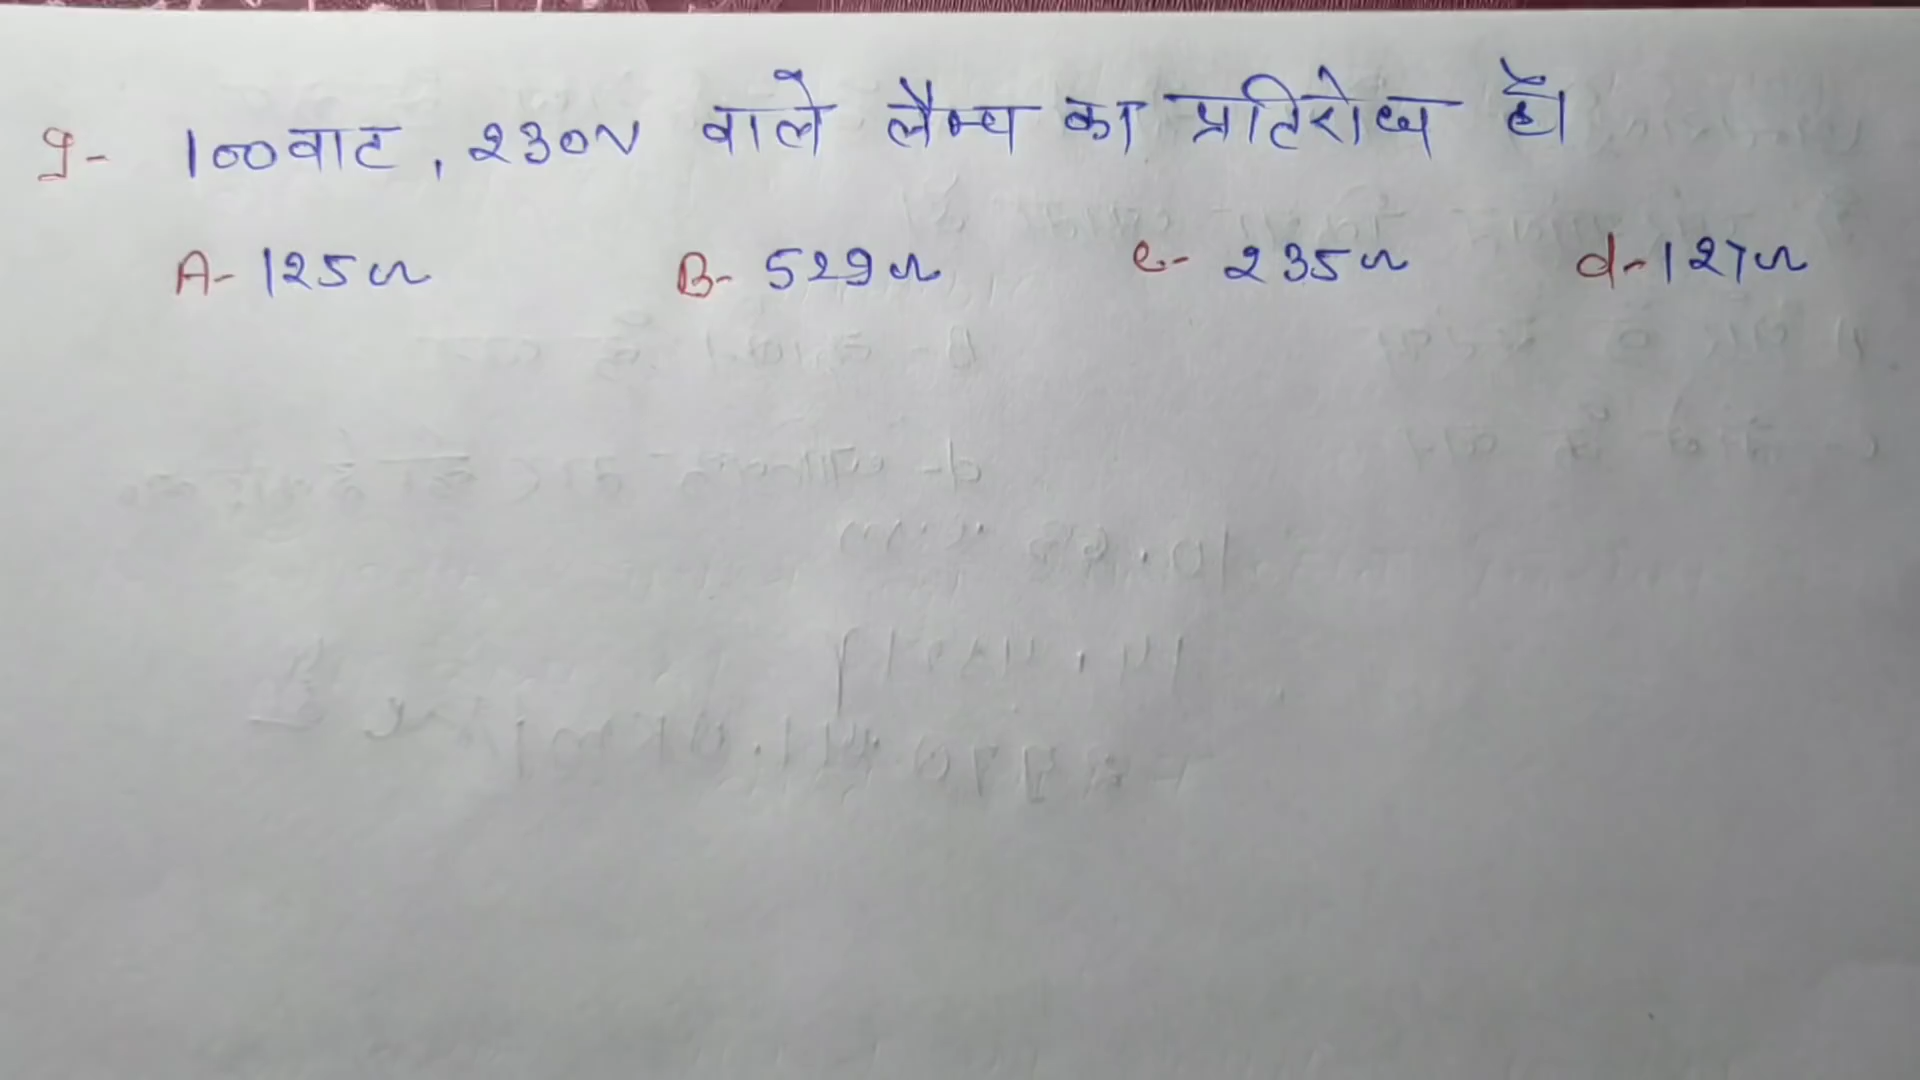 9- 100वाट, 230V वाले लैम्प का प्रतिरोध है।
A- 125Ω B- 529Ω c- 235Ω d- 127Ω